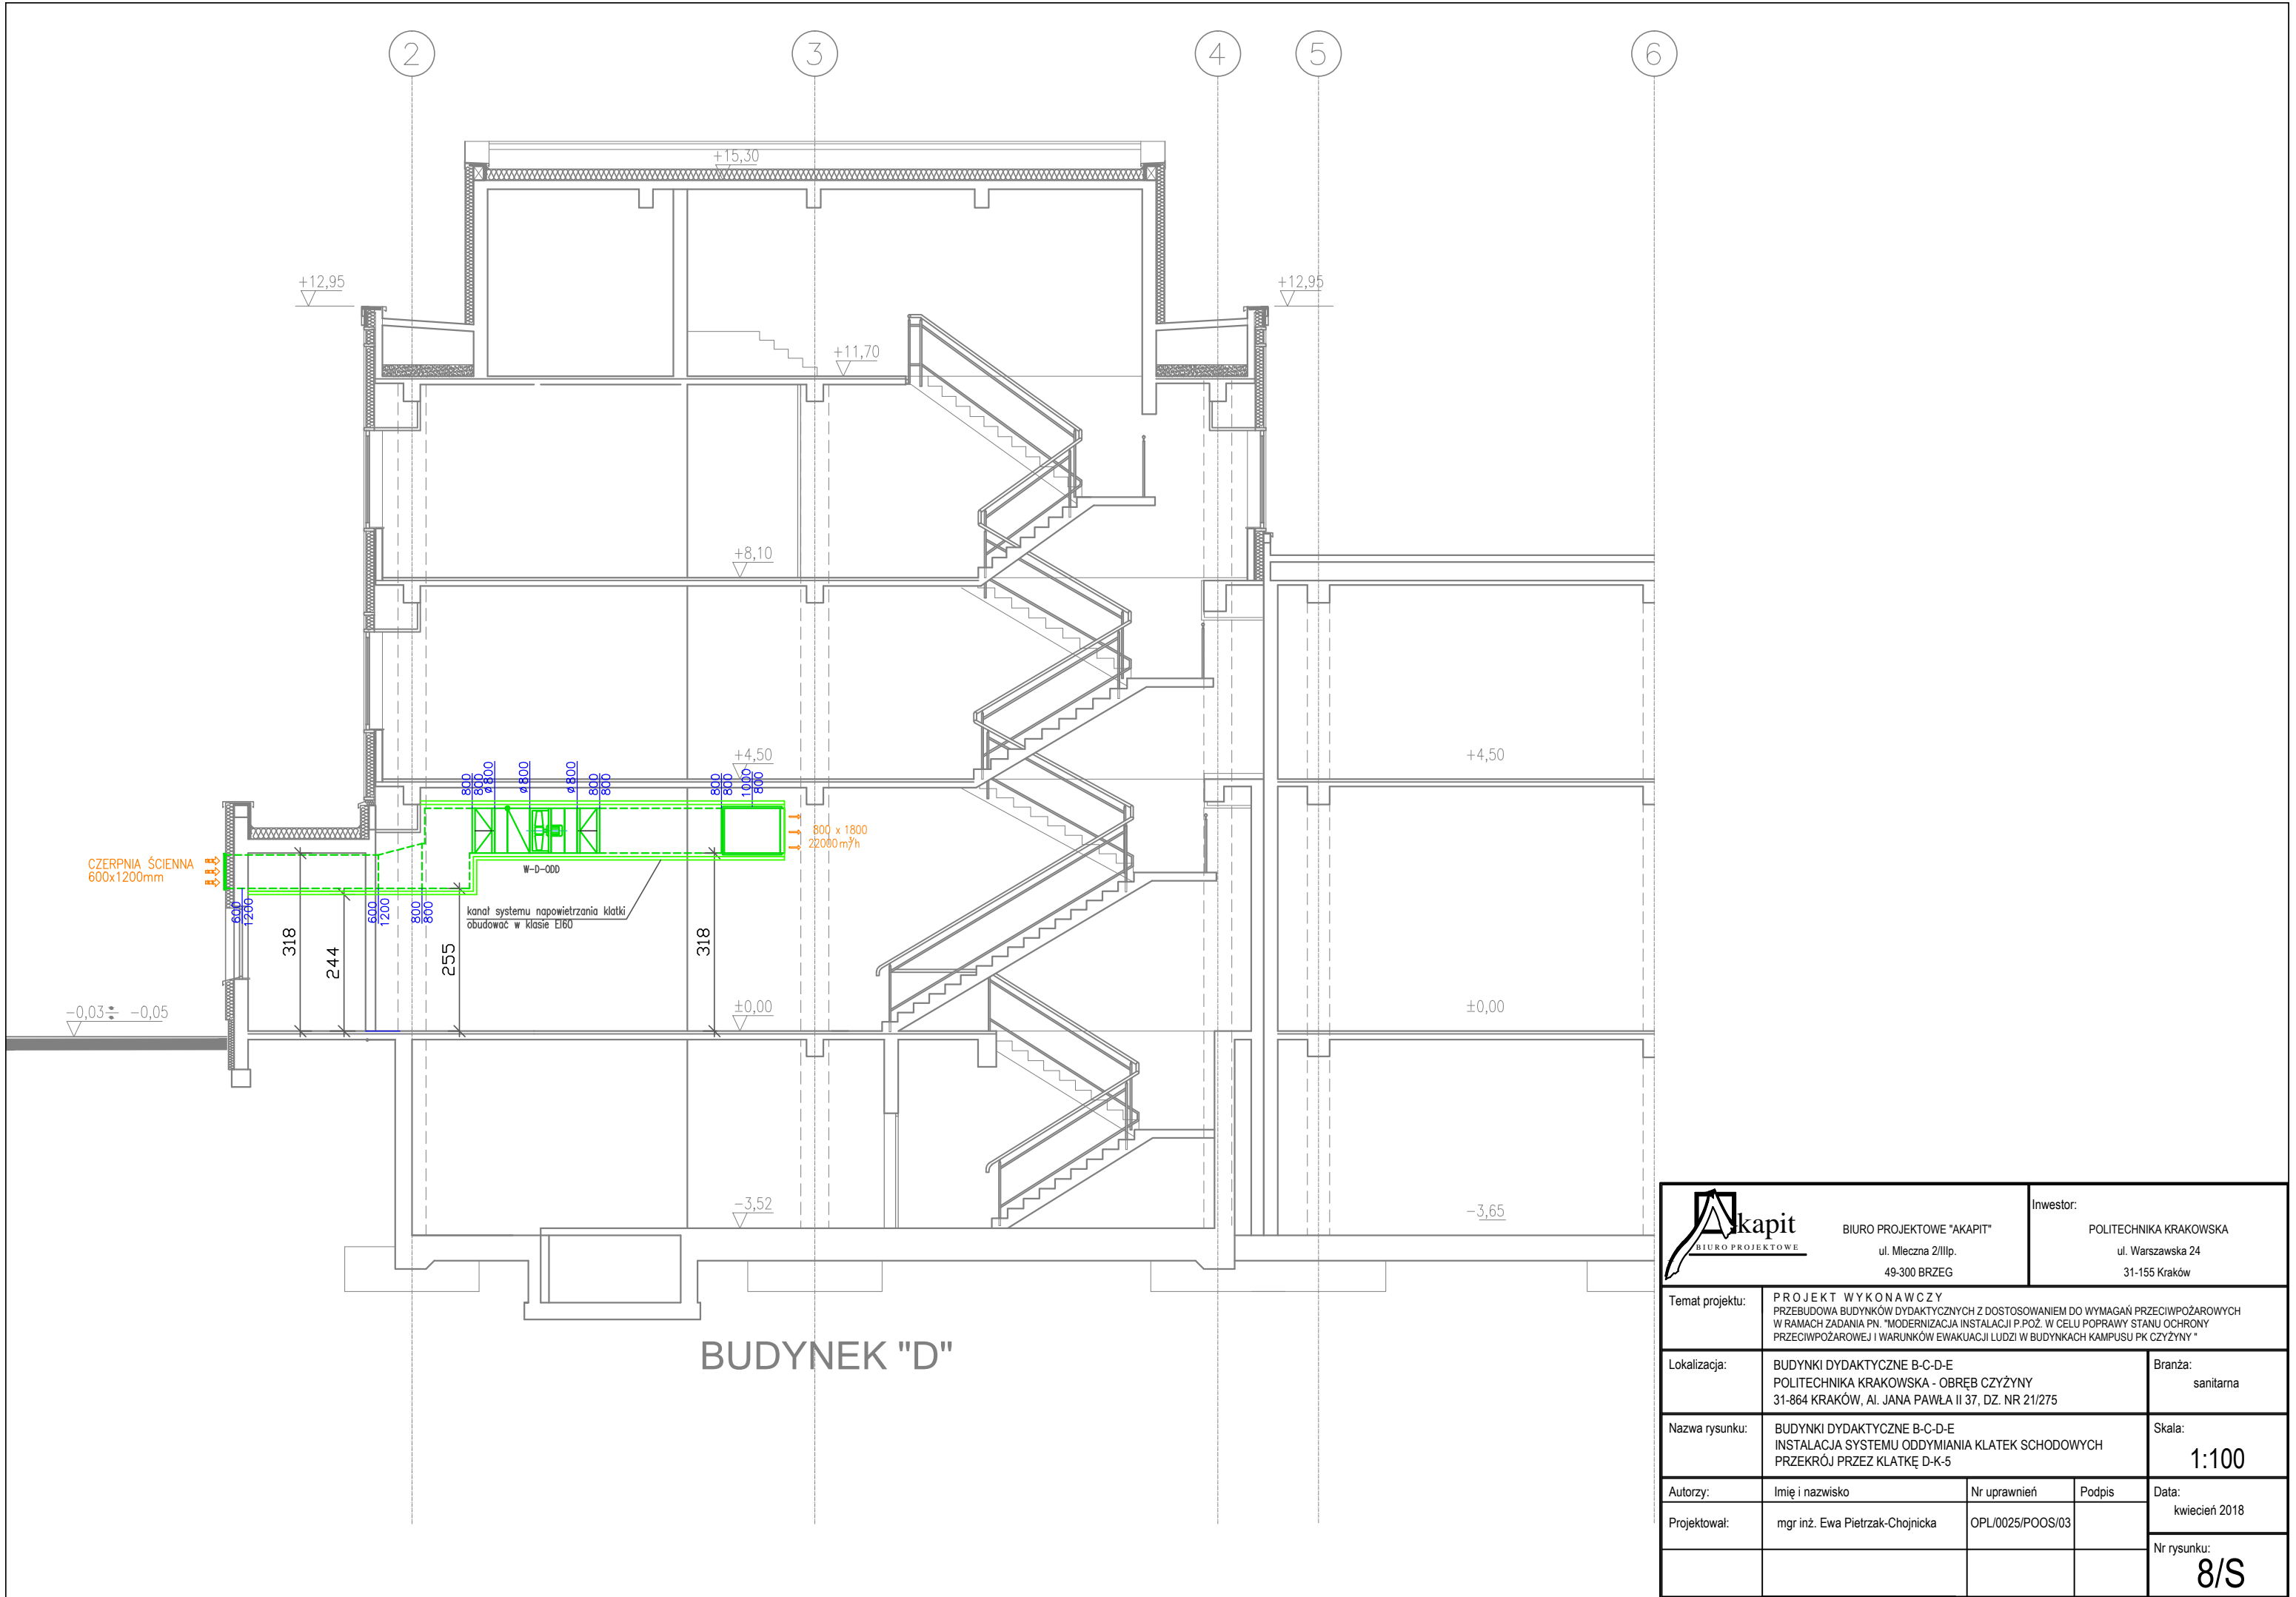 2
3
4
5
6
+15,30
+12,95
+12,95
+11,70
+8,10
+4,50
+4,50
800
800
ø800
ø800
ø800
800
800
800
800
1000
800
800 x 1800
22000 m³/h
CZERPNIA ŚCIENNA
600x1200mm
W-D-ODD
600
1200
600
1200
800
800
kanał systemu napowietrzania klatki
obudować w klasie EI60
318
244
255
318
-0,03÷ -0,05
±0,00
±0,00
-3,52
-3,65
BUDYNEK "D"
Akapit
BIURO PROJEKTOWE
BIURO PROJEKTOWE "AKAPIT"
ul. Mleczna 2/IIIp.
49-300 BRZEG
Inwestor:
POLITECHNIKA KRAKOWSKA
ul. Warszawska 24
31-155 Kraków
Temat projektu:
PROJEKT WYKONAWCZY
PRZEBUDOWA BUDYNKÓW DYDAKTYCZNYCH Z DOSTOSOWANIEM DO WYMAGAŃ PRZECIWPOŻAROWYCH
W RAMACH ZADANIA PN. "MODERNIZACJA INSTALACJI P.POŻ. W CELU POPRAWY STANU OCHRONY
PRZECIWPOŻAROWEJ I WARUNKÓW EWAKUACJI LUDZI W BUDYNKACH KAMPUSU PK CZYŻYNY "
Lokalizacja:
BUDYNKI DYDAKTYCZNE B-C-D-E
POLITECHNIKA KRAKOWSKA - OBRĘB CZYŻYNY
31-864 KRAKÓW, Al. JANA PAWŁA II 37, DZ. NR 21/275
Branża:
sanitarna
Nazwa rysunku:
BUDYNKI DYDAKTYCZNE B-C-D-E
INSTALACJA SYSTEMU ODDYMIANIA KLATEK SCHODOWYCH
PRZEKRÓJ PRZEZ KLATKĘ D-K-5
Skala:
1:100
Autorzy:
Imię i nazwisko
Nr uprawnień
Podpis
Data:
kwiecień 2018
Projektował:
mgr inż. Ewa Pietrzak-Chojnicka
OPL/0025/POOS/03
Nr rysunku:
8/S